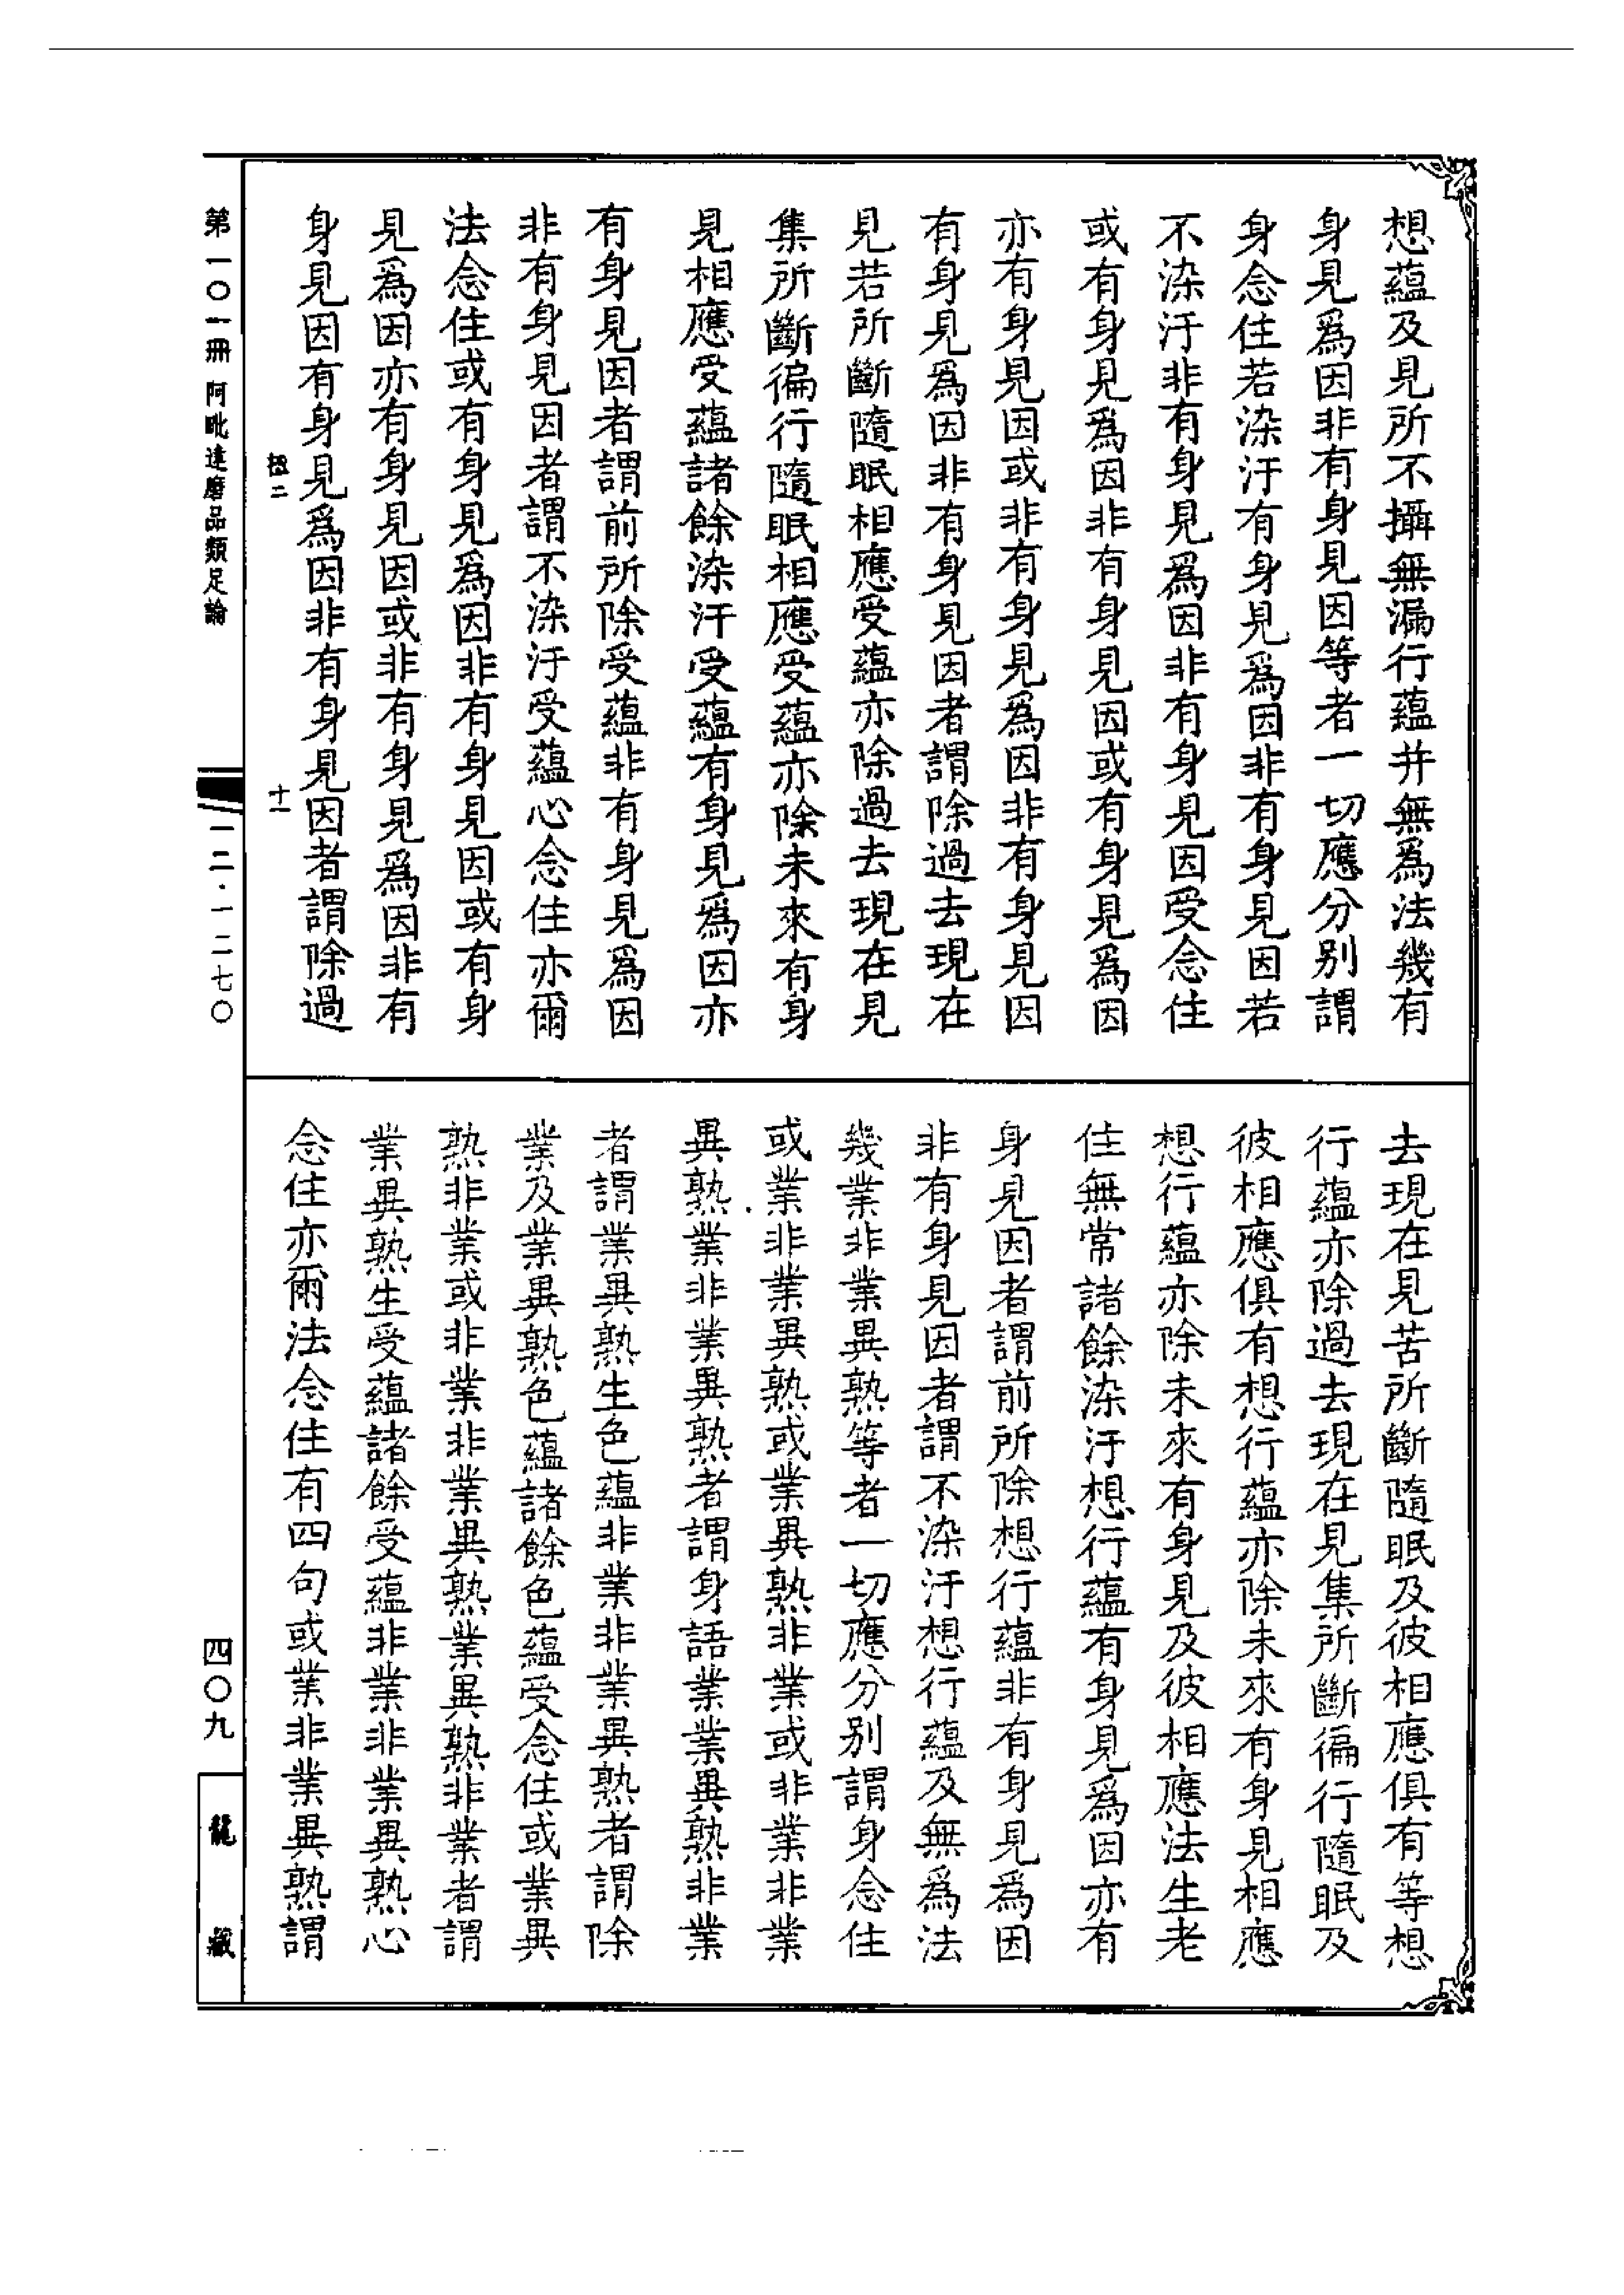 想蘊及見所不攝無漏行蘊并無爲法幾有
身見爲因非有身見因等者一切應分別謂
身念住若染汙有身見爲因非有身見因若
不染汙非有身見爲因非有身見因受念住
或有身見爲因非有身見因或有身見爲因
亦有身見因或非有身見爲因非有身見因
有身見爲因非有身見因者謂除過去現在
見若所斷隨眠相應受蘊亦除過去現在見
集所斷徧行隨眠相應受蘊亦除未來有身
見相應受蘊諸餘染汙受蘊有身見爲因亦
有身見因者謂前所除受蘊非有身見爲因
非有身見因者謂不染汙受蘊心念住亦爾
法念住或有身見爲因非有身見因或有身
見爲因亦有身見因或非有身見爲因非有
身見因有身見爲因非有身見因者謂除過
去現在見苦所斷隨眠及彼相應俱有等想
行蘊亦除過去現在見集所斷徧行隨眠及
彼相應俱有想行蘊亦除未來有身見相應
想行蘊亦除未來有身見及彼相應法生老
住無常諸餘染汙想行蘊有身見爲因亦有
身見因者謂前所除想行蘊非有身見爲因
非有身見因者謂不染汙想行蘊及無爲法
幾業非業異熟等者一切應分別謂身念住
或業非業異熟或業異熟非業或非業非業
異熟業非業異熟者謂身語業業異熟非業
者謂業異熟生色蘊非業非業異熟者謂除
業及業異熟色蘊諸餘色蘊受念住或業異
熟非業或非業非業異熟業異熟非業者謂
業異熟生受蘊諸餘受蘊非業非業異熟心
念住亦爾法念住有四句或業非業異熟謂
第一〇一冊 阿毗達磨品類足論
二
十一
一二·一二七〇
四〇九
龍藏